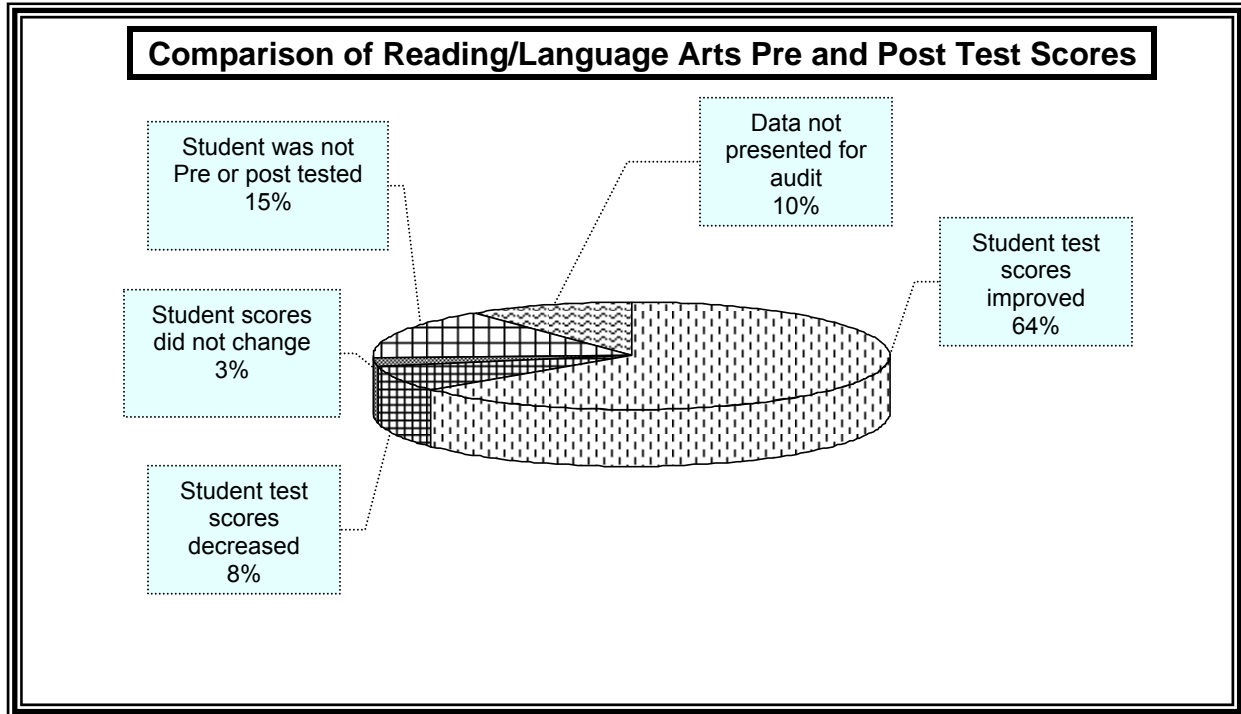 Comparison of Reading/Language Arts Pre and Post Test Scores
Student was not
Pre or post tested
15%
Data not
presented for
audit
10%
Student test
scores
improved
64%
Student scores
did not change
3%
Student test
scores
decreased
8%